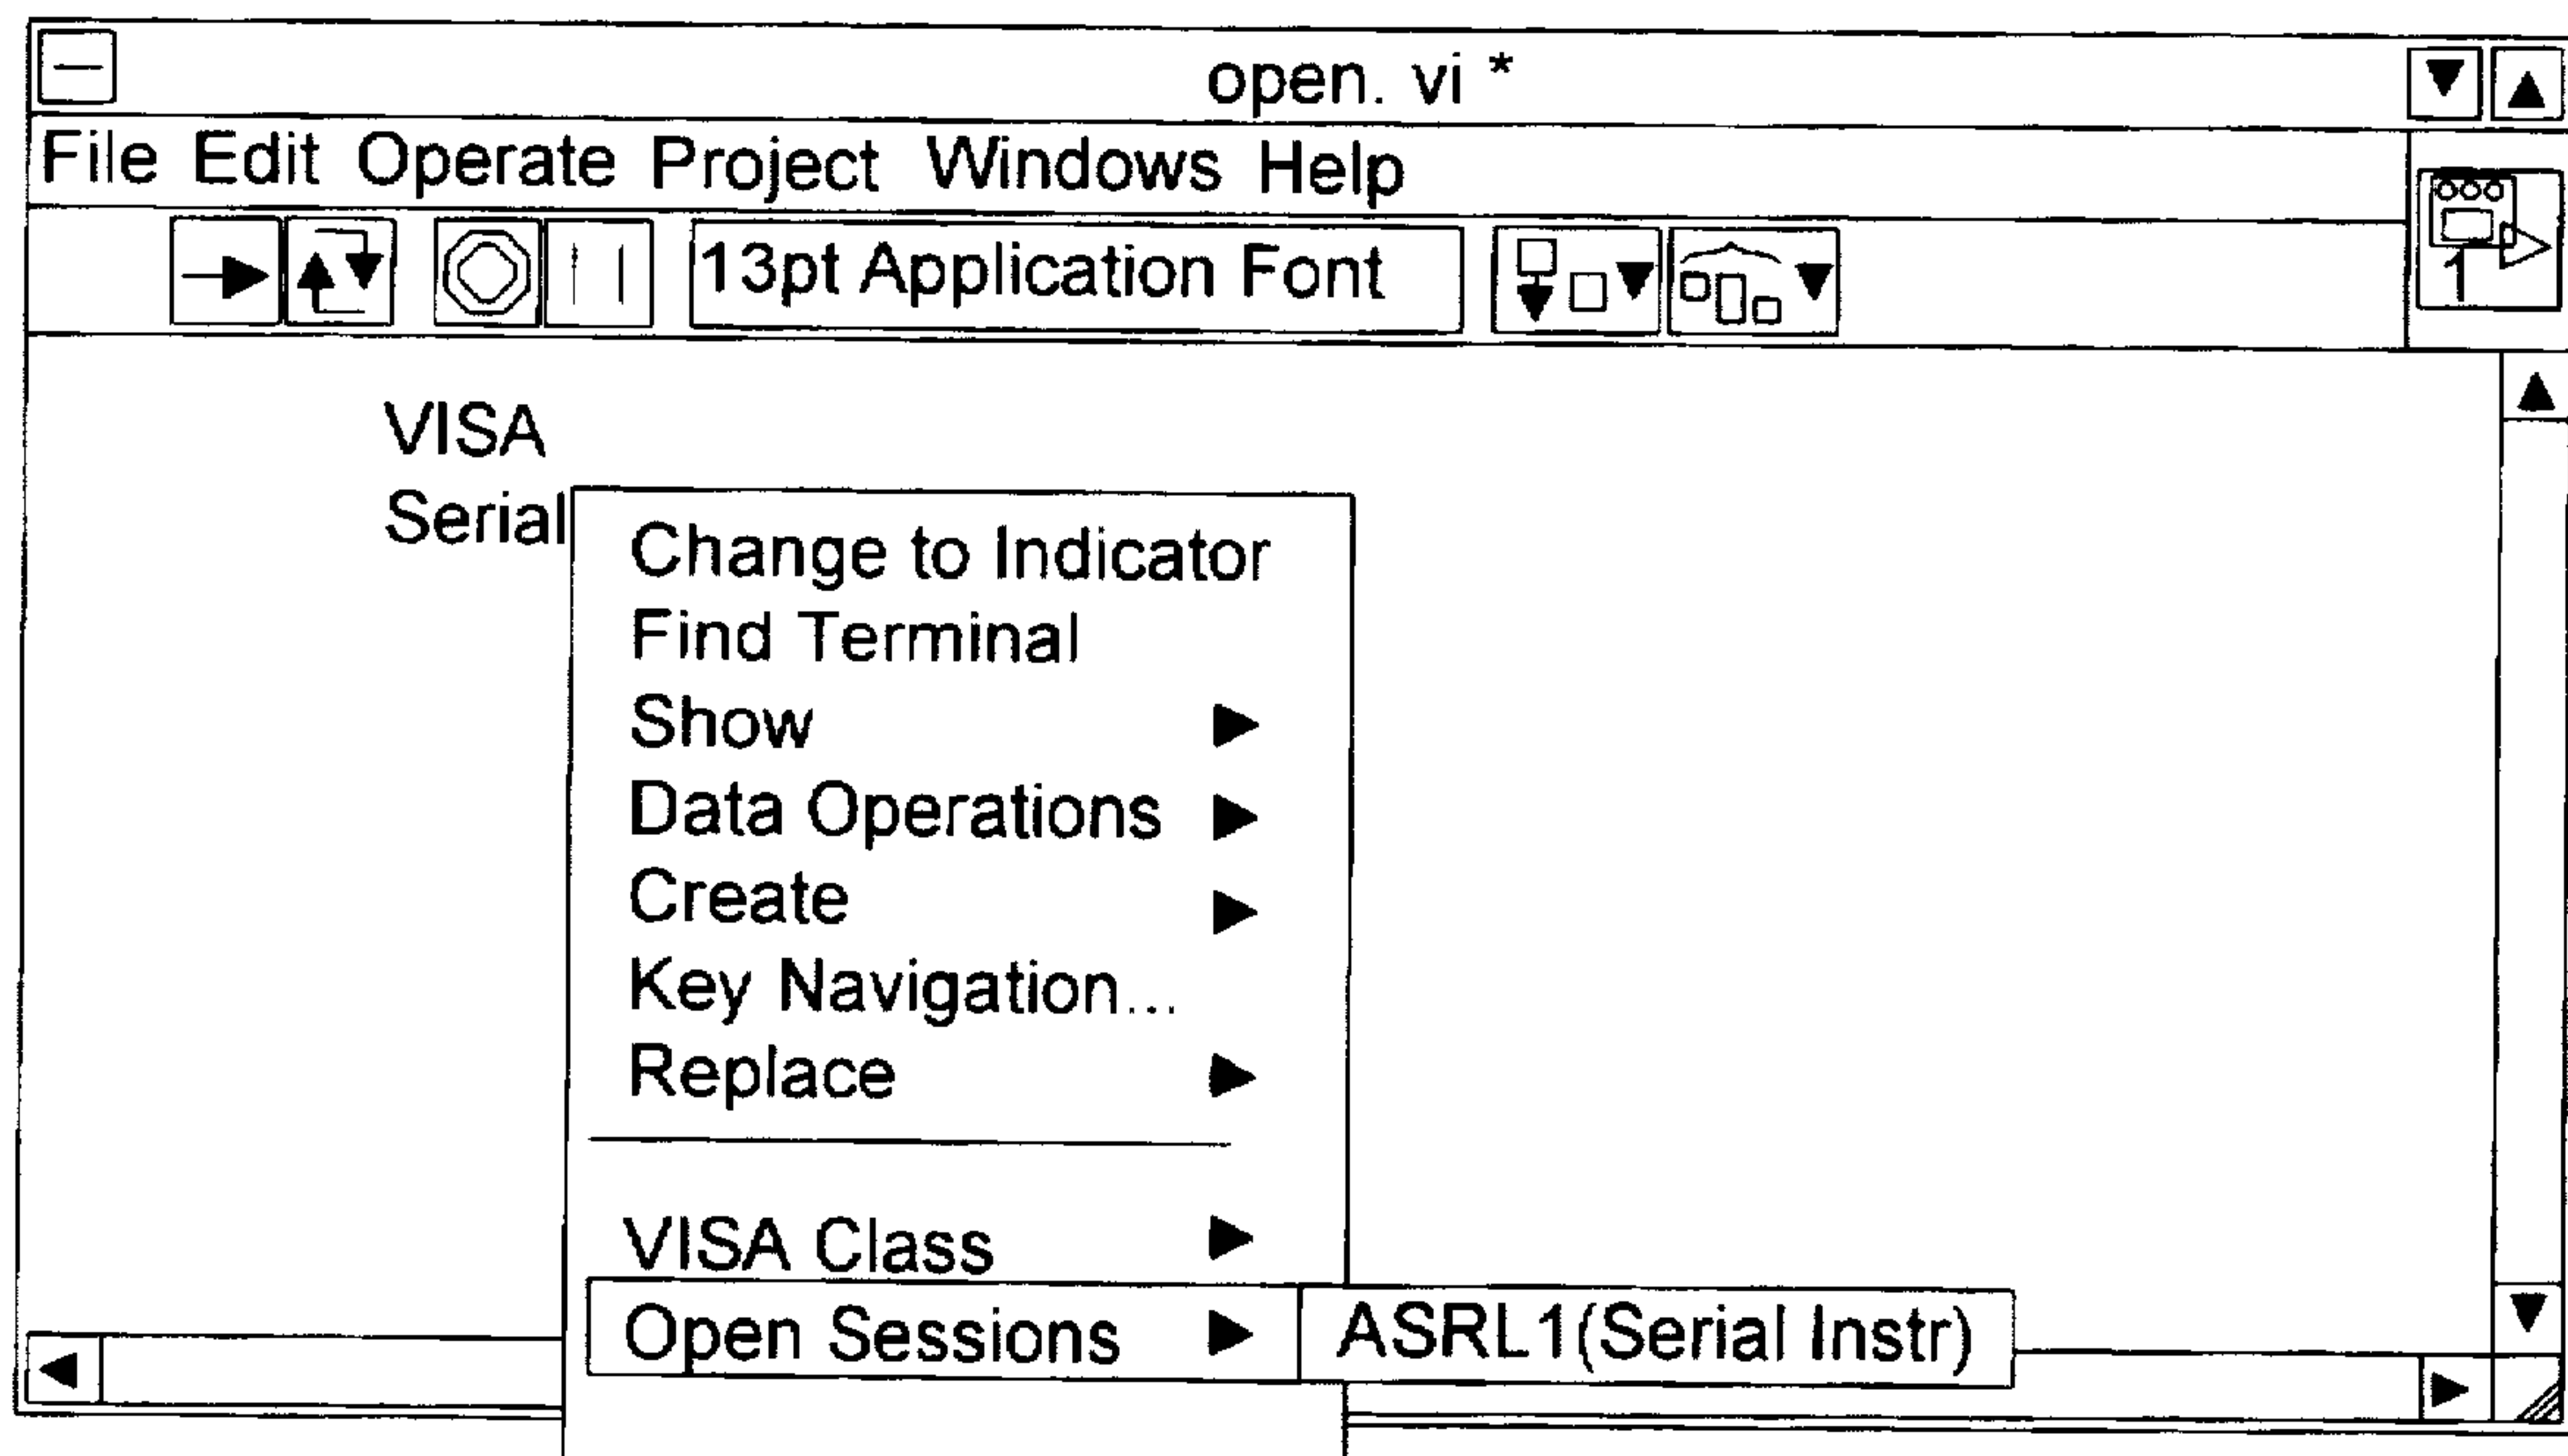 open. vi *
File Edit Operate Project Windows Help
13pt Application Font
1
VISA
Serial
Change to Indicator
Find Terminal
Show
Data Operations
Create
Key Navigation...
Replace
VISA Class
Open Sessions
ASRL1(Serial Instr)